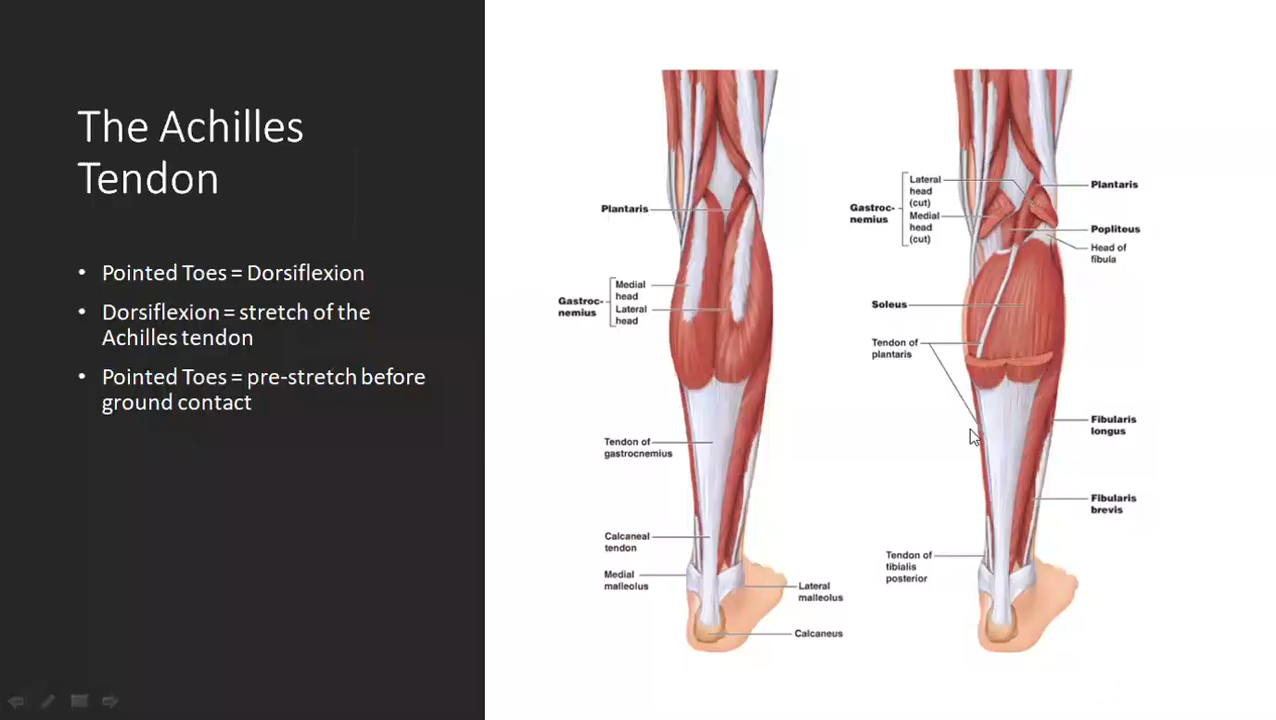 The Achilles
Tendon
• Pointed Toes = Dorsiflexion
• Dorsiflexion = stretch of the
Achilles tendon
• Pointed Toes = pre-stretch before
ground contact
Plantaris
Gastroc-
nemius
Medial
head
Lateral
head
Tendon of
gastrocnemius
Calcaneal
tendon
Medial
malleolus
Lateral
malleolus
Calcaneus
Gastroc-
nemius
Lateral
head
(cut)
Medial
head
(cut)
Plantaris
Popliteus
Head of
fibula
Soleus
Tendon of
plantaris
Fibularis
longus
Fibularis
brevis
Tendon of
tibialis
posterior